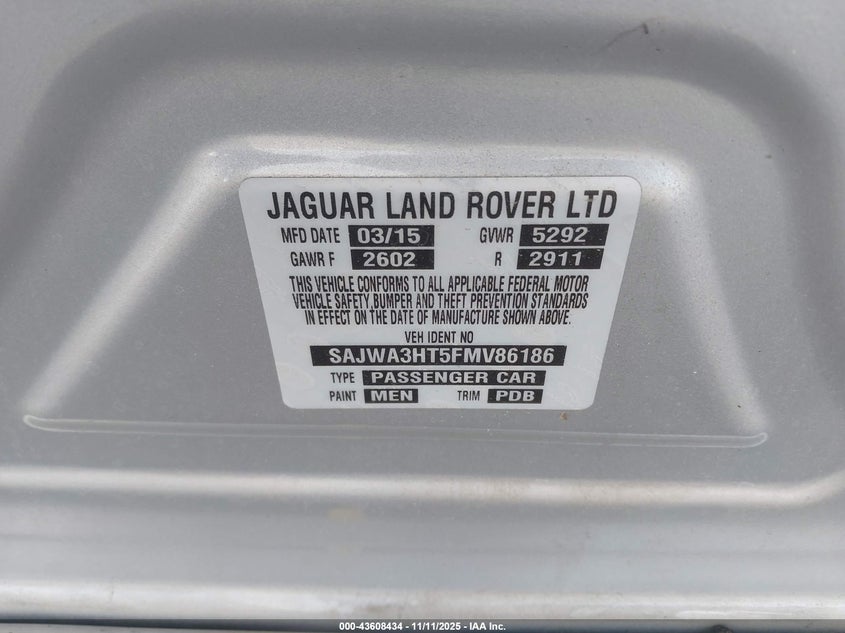 JAGUAR LAND ROVER LTD
MFD DATE 03/15 GVWR 5292
GAWR F 2602 R 2911
THIS VEHICLE CONFORMS TO ALL APPLICABLE FEDERAL MOTOR
VEHICLE SAFETY,BUMPER AND THEFT PREVENTION STANDARDS
IN EFFECT ON THE DATE OF MANUFACTURE SHOWN ABOVE.
VEH IDENT NO
SAJWA3HT5FMV86186
TYPE PASSENGER CAR
PAINT MEN TRIM PDB
000-43608434 - 11/11/2025 - IAA Inc.